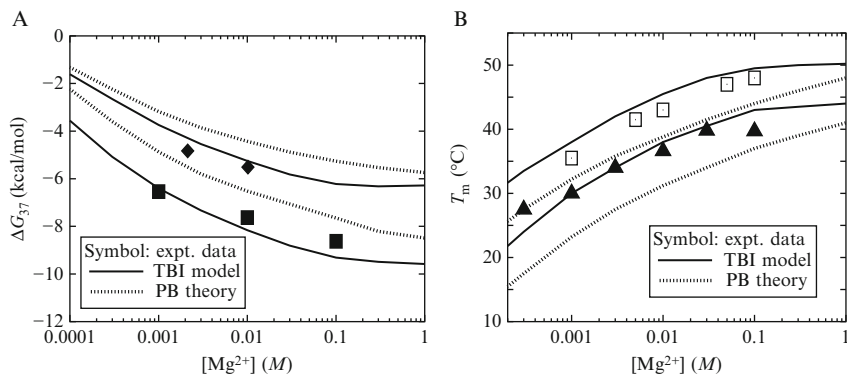 A
B
0
−2
−4
−6
−8
−10
−12
ΔG37 (kcal/mol)
Symbol: expt. data
TBI model
PB theory
0.0001
0.001
0.01
0.1
1
[Mg²⁺] (M)
50
40
30
20
10
Tm (°C)
Symbol: expt. data
TBI model
PB theory
0.001
0.01
0.1
1
[Mg²⁺] (M)